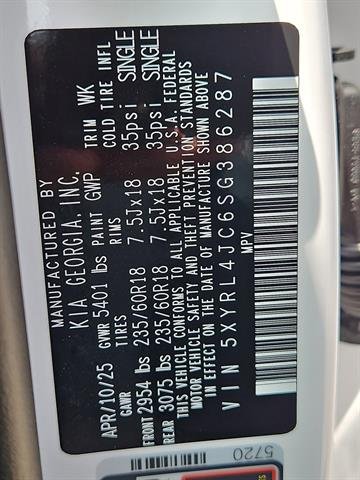 MANUFACTURED BY
KIA GEORGIA, INC.
APR/10/25 GVWR 5401 lbs PAINT GWP TRIM WK
GAWR TIRES RIMS COLD TIRE INFL
FRONT 2954 lbs 235/60R18 7.5Jx18 35psi SINGLE
REAR 3075 lbs 235/60R18 7.5Jx18 35psi SINGLE
THIS VEHICLE CONFORMS TO ALL APPLICABLE U.S.A. FEDERAL
MOTOR VEHICLE SAFETY AND THEFT PREVENTION STANDARDS
IN EFFECT ON THE DATE OF MANUFACTURE SHOWN ABOVE
VIN 5XYRL4JC6SG386287
MPV
5720